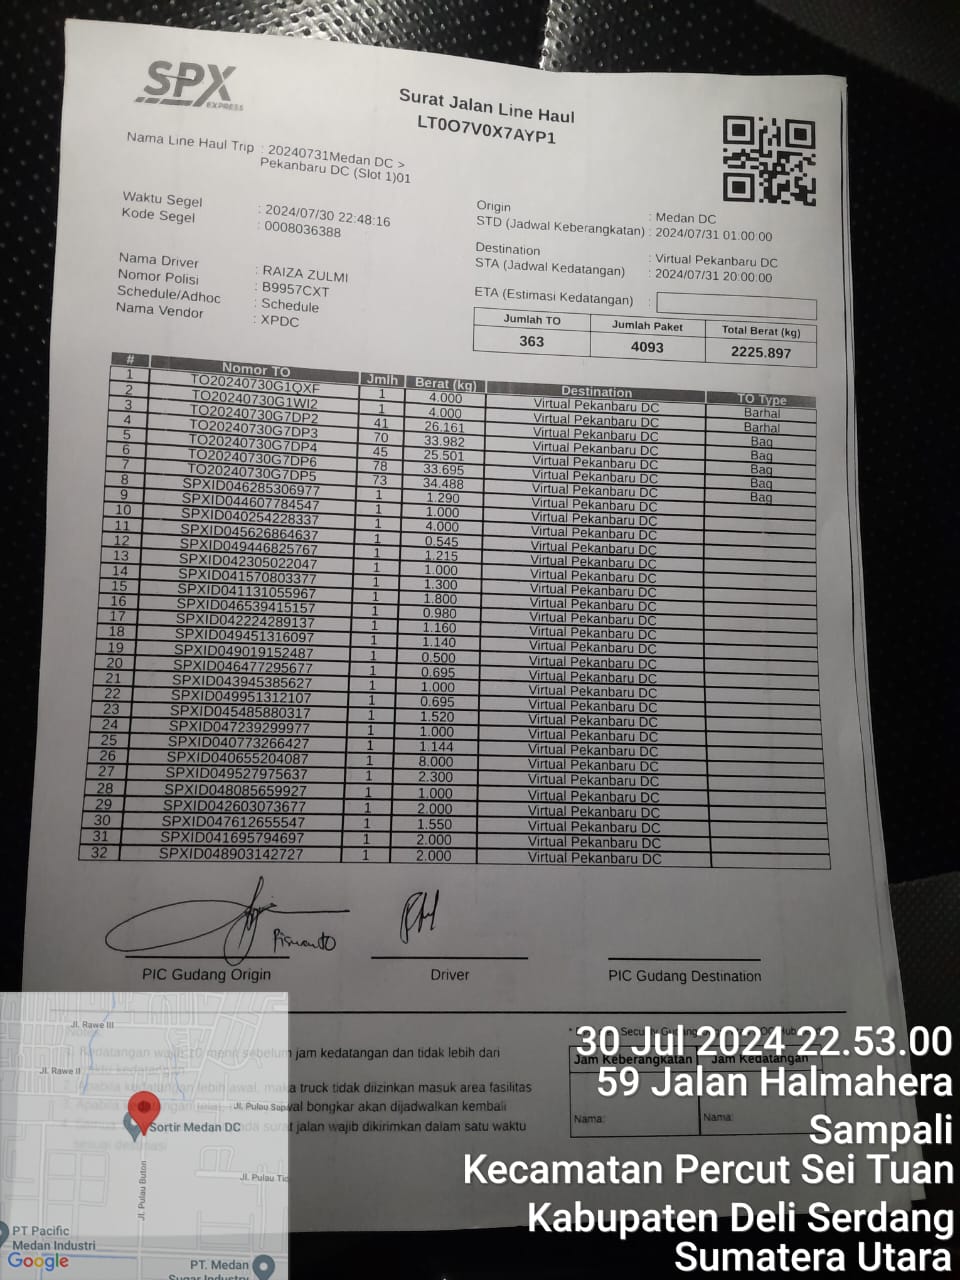 SPX
EXPRESS
Surat Jalan Line Haul
LT0O7V0X7AYP1
Nama Line Haul Trip : 20240731Medan DC >
Pekanbaru DC (Slot 1)01
Waktu Segel : 2024/07/30 22:48:16
Kode Segel : 0008036388
Nama Driver : RAIZA ZULMI
Nomor Polisi : B9957CXT
Schedule/Adhoc : Schedule
Nama Vendor : XPDC
Origin : Medan DC
STD (Jadwal Keberangkatan) : 2024/07/31 01:00:00
Destination : Virtual Pekanbaru DC
STA (Jadwal Kedatangan) : 2024/07/31 20:00:00
ETA (Estimasi Kedatangan) :
Jumlah TO Jumlah Paket Total Berat (kg)
363 4093 2225.897
# Nomor TO Jmlh Berat (kg) Destination TO Type
1 TO20240730G1QXF 1 4.000 Virtual Pekanbaru DC Barhal
2 TO20240730G1WI2 1 4.000 Virtual Pekanbaru DC Barhal
3 TO20240730G7DP2 41 26.161 Virtual Pekanbaru DC Bag
4 TO20240730G7DP3 70 33.982 Virtual Pekanbaru DC Bag
5 TO20240730G7DP4 45 25.501 Virtual Pekanbaru DC Bag
6 TO20240730G7DP6 78 33.695 Virtual Pekanbaru DC Bag
7 TO20240730G7DP5 73 34.488 Virtual Pekanbaru DC Bag
8 SPXID046285306977 1 1.290 Virtual Pekanbaru DC
9 SPXID044607784547 1 1.000 Virtual Pekanbaru DC
10 SPXID040254228337 1 4.000 Virtual Pekanbaru DC
11 SPXID045626864637 1 0.545 Virtual Pekanbaru DC
12 SPXID049446825767 1 1.215 Virtual Pekanbaru DC
13 SPXID042305022047 1 1.000 Virtual Pekanbaru DC
14 SPXID041570803377 1 1.300 Virtual Pekanbaru DC
15 SPXID041131055967 1 1.800 Virtual Pekanbaru DC
16 SPXID046539415157 1 0.980 Virtual Pekanbaru DC
17 SPXID042224289137 1 1.160 Virtual Pekanbaru DC
18 SPXID049451316097 1 1.140 Virtual Pekanbaru DC
19 SPXID049019152487 1 0.500 Virtual Pekanbaru DC
20 SPXID046477295677 1 0.695 Virtual Pekanbaru DC
21 SPXID043945385627 1 1.000 Virtual Pekanbaru DC
22 SPXID049951312107 1 0.695 Virtual Pekanbaru DC
23 SPXID045485880317 1 1.520 Virtual Pekanbaru DC
24 SPXID047239299977 1 1.000 Virtual Pekanbaru DC
25 SPXID040773266427 1 1.144 Virtual Pekanbaru DC
26 SPXID040655204087 1 8.000 Virtual Pekanbaru DC
27 SPXID049527975637 1 2.300 Virtual Pekanbaru DC
28 SPXID048085659927 1 1.000 Virtual Pekanbaru DC
29 SPXID042603073677 1 2.000 Virtual Pekanbaru DC
30 SPXID047612655547 1 1.550 Virtual Pekanbaru DC
31 SPXID041695794697 1 2.000 Virtual Pekanbaru DC
32 SPXID048903142727 1 2.000 Virtual Pekanbaru DC
PIC Gudang Origin Driver PIC Gudang Destination
Kedatangan sebelum jam kedatangan dan tidak lebih dari
lebih awal, maka truck tidak diizinkan masuk area fasilitas
bongkar akan dijadwalkan kembali
surat jalan wajib dikirimkan dalam satu waktu
Security
Jam Keberangkatan Jam Kedatangan
Nama: Nama:
Jl. Rawe III
Jl. Rawe II
Sortir Medan DC
Jl. Pulau Buton
PT Pacific
Medan Industri
PT. Medan
Sugar Industry
Google
30 Jul 2024 22.53.00
59 Jalan Halmahera
Sampali
Kecamatan Percut Sei Tuan
Kabupaten Deli Serdang
Sumatera Utara